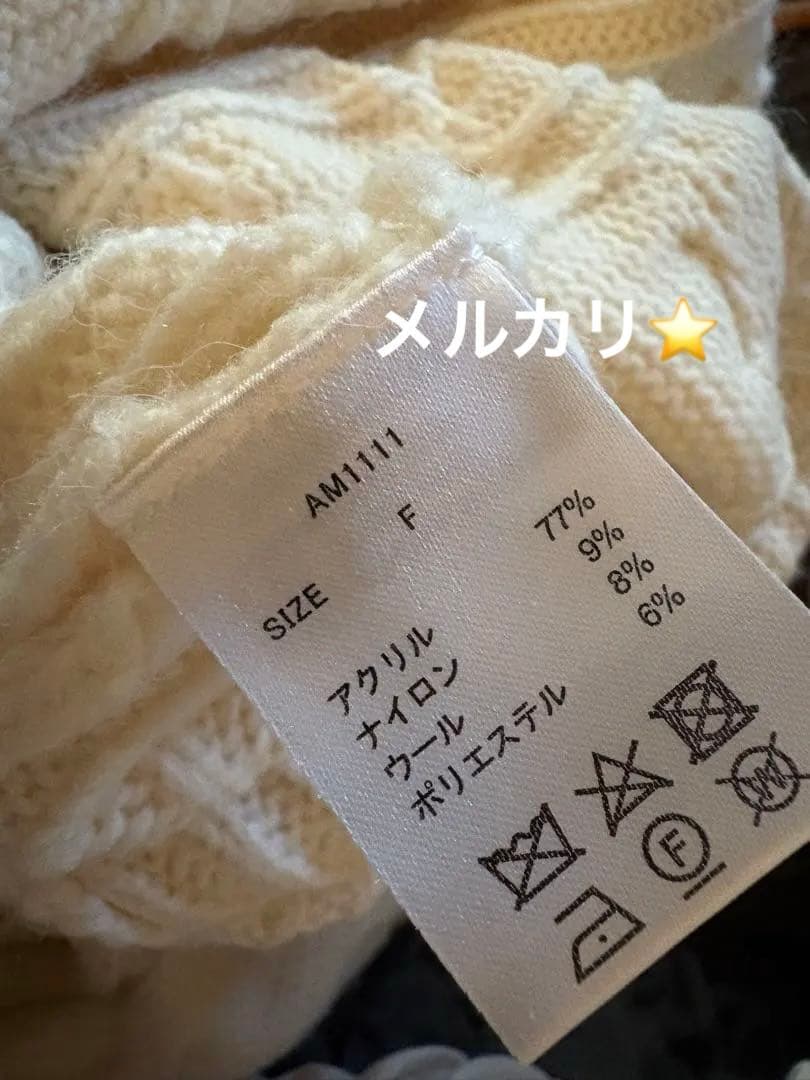 メルカリ⭐
AM1111
SIZE F
アクリル 77%
ナイロン 9%
ウール 8%
ポリエステル 6%
F
W